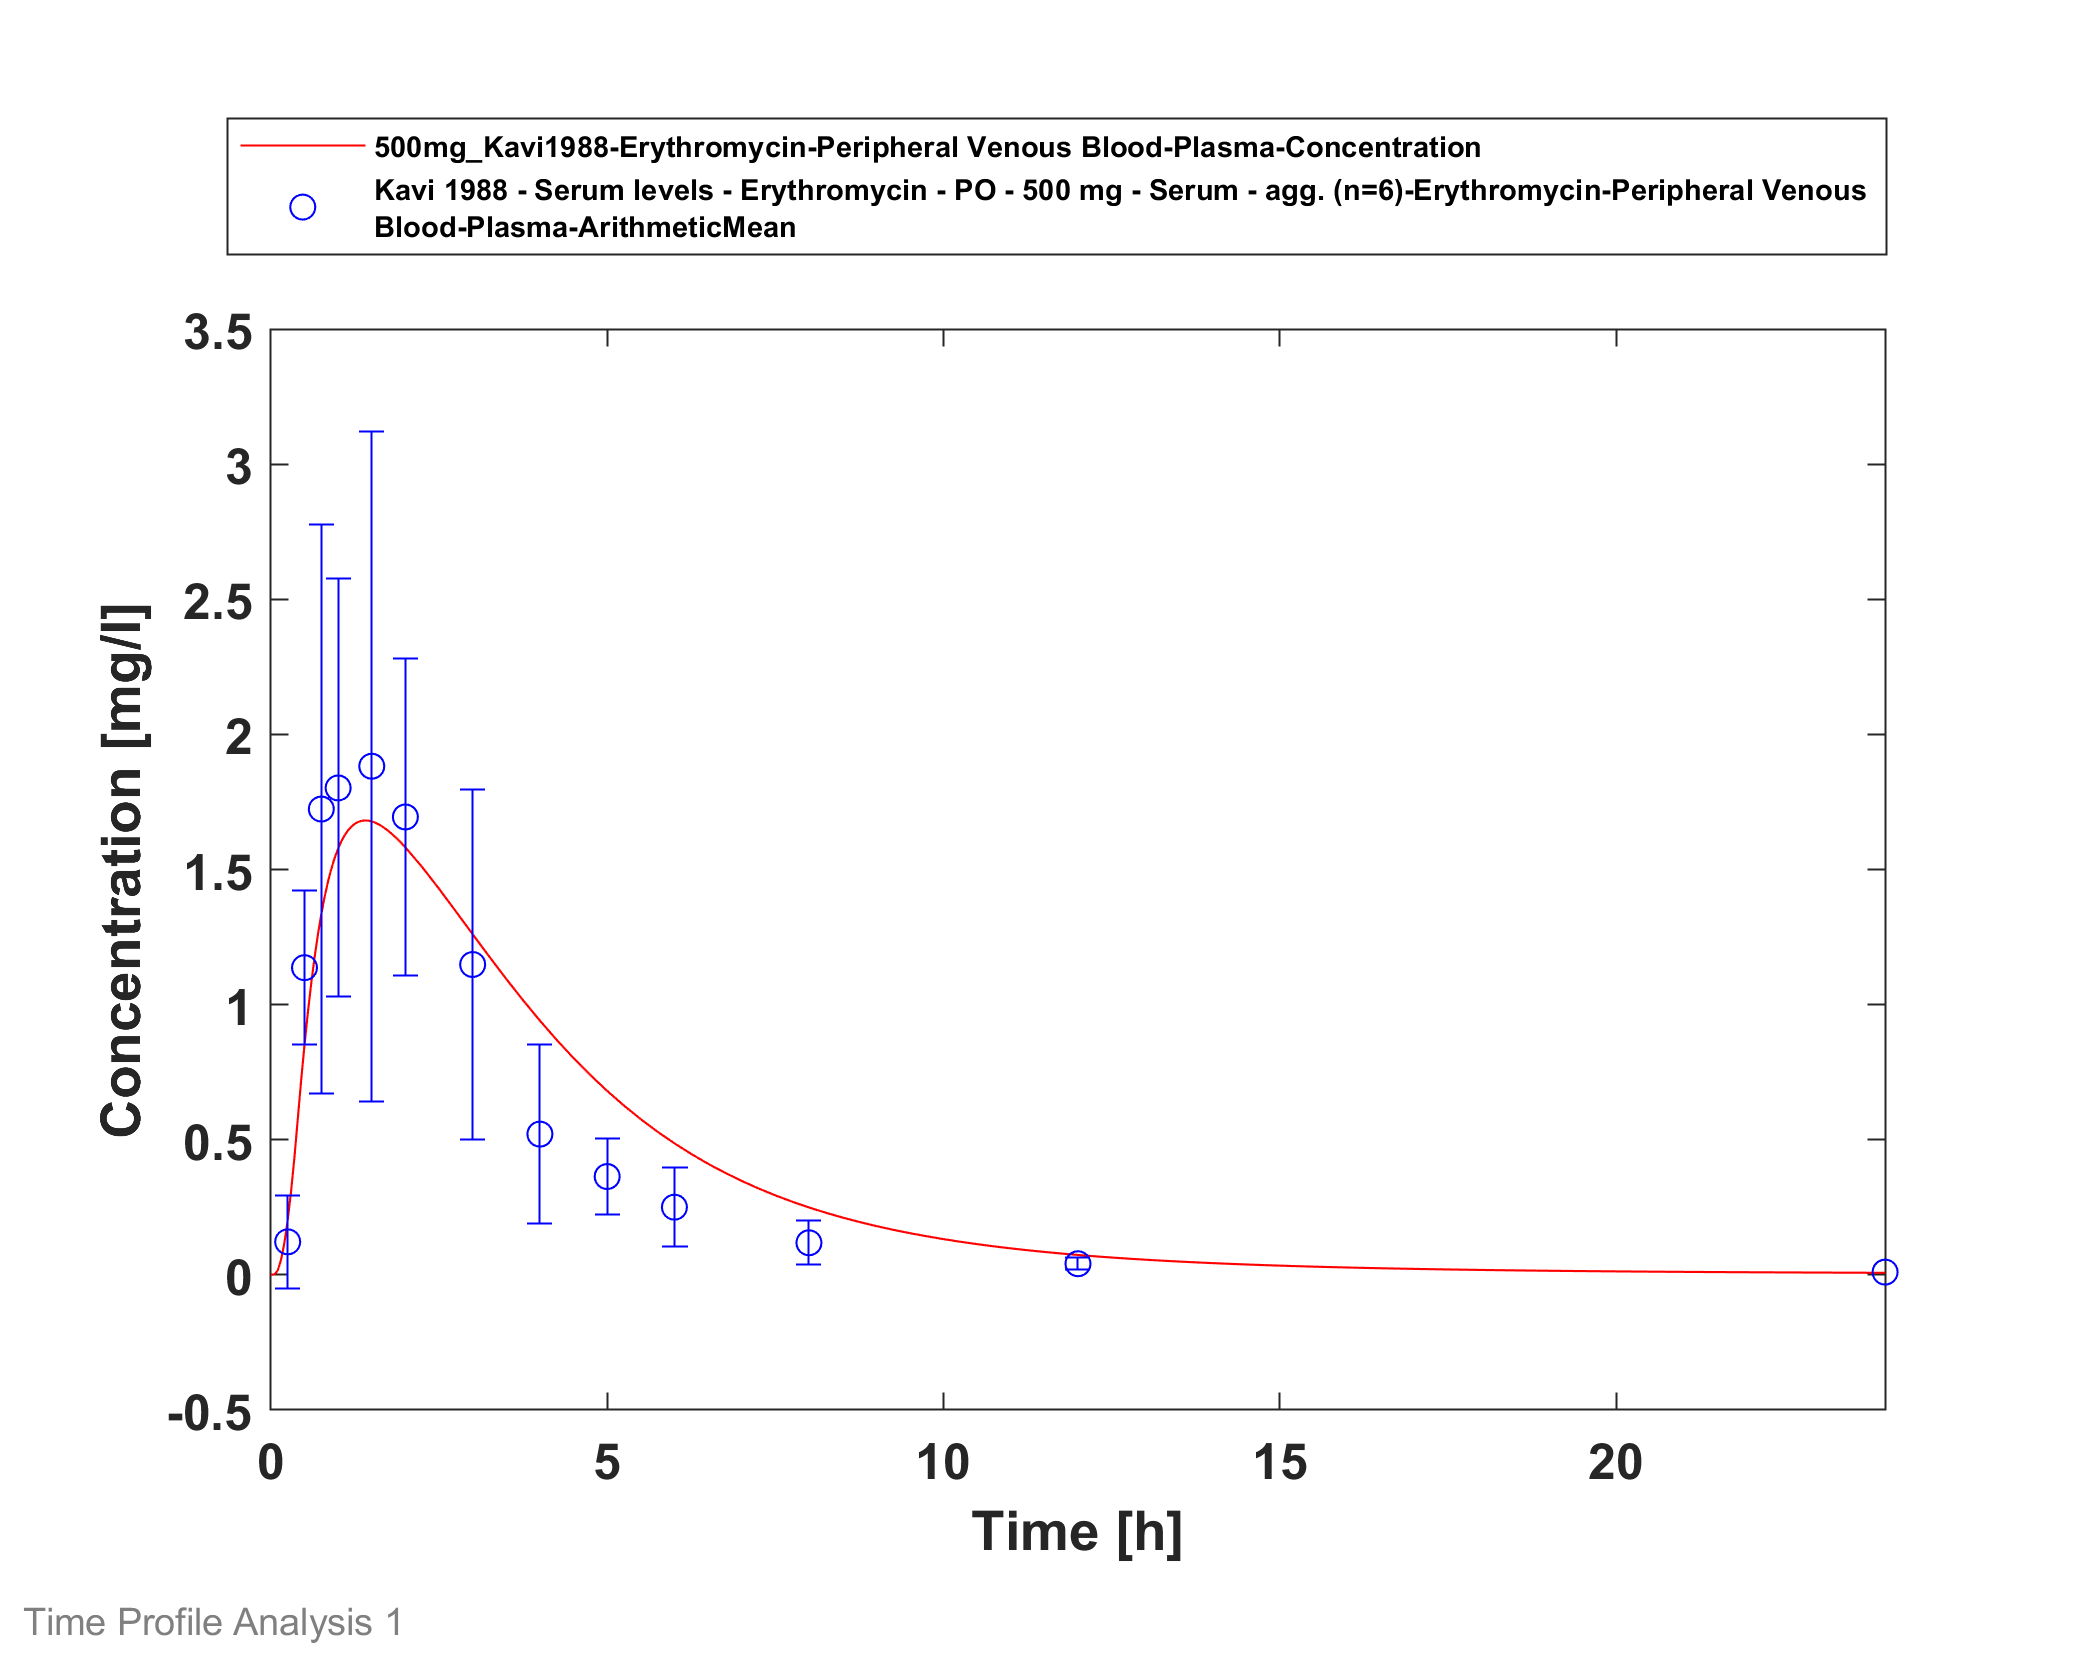 500mg_Kavi1988-Erythromycin-Peripheral Venous Blood-Plasma-Concentration
Kavi 1988 - Serum levels - Erythromycin - PO - 500 mg - Serum - agg. (n=6)-Erythromycin-Peripheral Venous
Blood-Plasma-ArithmeticMean
3.5
3
2.5
2
1.5
1
0.5
0
-0.5
Concentration [mg/l]
0 5 10 15 20
Time [h]
Time Profile Analysis 1